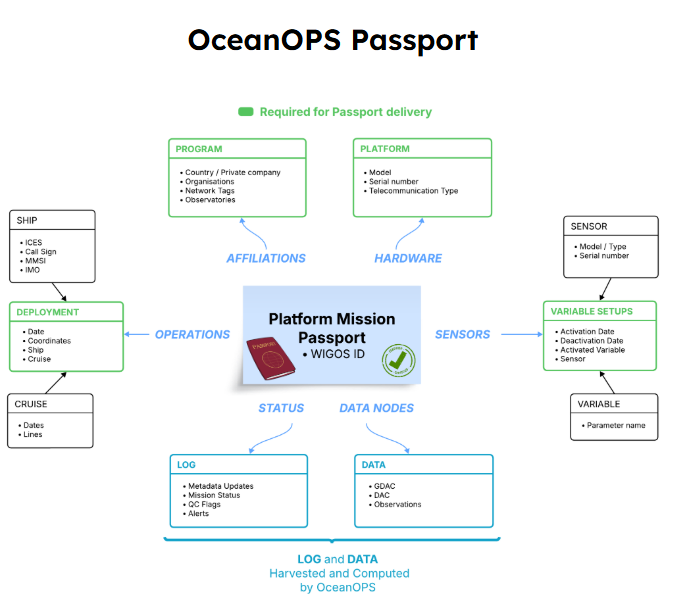 OceanOPS Passport
Required for Passport delivery
PROGRAM
• Country / Private company
• Organisations
• Network Tags
• Observatories
PLATFORM
• Model
• Serial number
• Telecommunication Type
SHIP
• ICES
• Call Sign
• MMSI
• IMO
AFFILIATIONS
HARDWARE
SENSOR
• Model / Type
• Serial number
DEPLOYMENT
• Date
• Coordinates
• Ship
• Cruise
OPERATIONS
Platform Mission
Passport
• WIGOS ID
PASSPORT
SENSORS
VARIABLE SETUPS
• Activation Date
• Deactivation Date
• Activated Variable
• Sensor
CRUISE
• Dates
• Lines
STATUS
DATA NODES
VARIABLE
• Parameter name
LOG
• Metadata Updates
• Mission Status
• QC Flags
• Alerts
DATA
• GDAC
• DAC
• Observations
LOG and DATA
Harvested and Computed
by OceanOPS